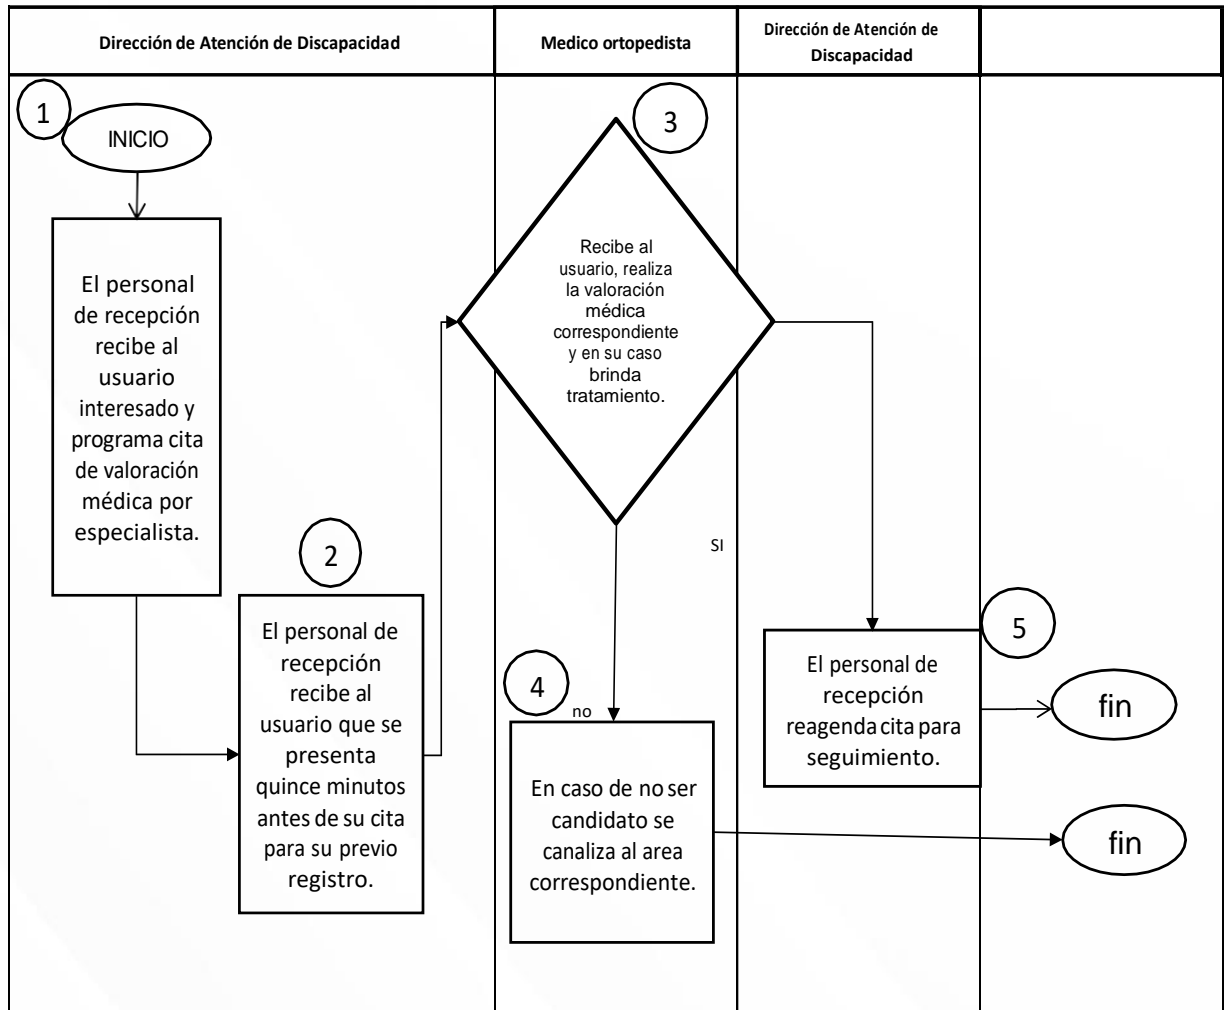 Dirección de Atención de Discapacidad
Medico ortopedista
Dirección de Atención de
Discapacidad
1
INICIO
El personal
de recepción
recibe al
usuario
interesado y
programa cita
de valoración
médica por
especialista.
2
El personal de
recepción
recibe al
usuario que se
presenta
quince minutos
antes de su cita
para su previo
registro.
3
Recibe al
usuario, realiza
la valoración
médica
correspondiente
y en su caso
brinda
tratamiento.
SI
4
no
En caso de no ser
candidato se
canaliza al area
correspondiente.
5
El personal de
recepción
reagenda cita para
seguimiento.
fin
fin